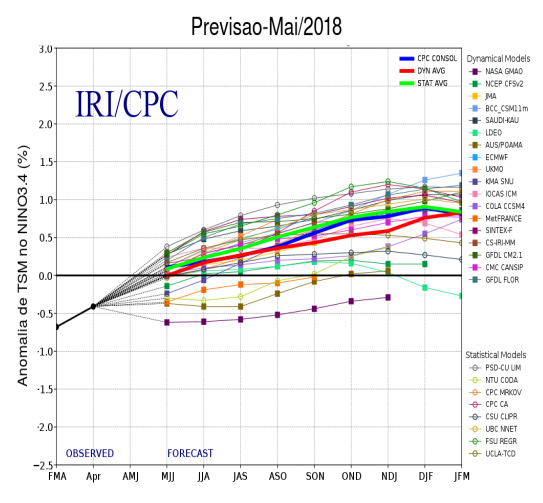 Previsao-Mai/2018
3.0
2.5
2.0
1.5
1.0
0.5
0.0
−0.5
−1.0
−1.5
−2.0
−2.5
Anomalia de TSM no NINO3.4 (%)
IRI/CPC
CPC CONSOL
DYN AVG
STAT AVG
OBSERVED
FORECAST
FMA Apr AMJ MJJ JJA JAS ASO SON OND NDJ DJF JFM
Dynamical Models
NASA GMAO
NCEP CFSv2
JMA
BCC_CSM11m
SAUDI-KAU
LDEO
AUS/POAMA
ECMWF
UKMO
KMA SNU
IOCAS ICM
COLA CCSM4
MetFRANCE
SINTEX-F
CS-RI-MM
GFDL CM2.1
CMC CANSIP
GFDL FLOR
Statistical Models
PSD-CU LIM
NTU CODA
CPC MRKOV
CPC CA
CSU CLIPR
UBC NNET
FSU REGR
UCLA-TCD